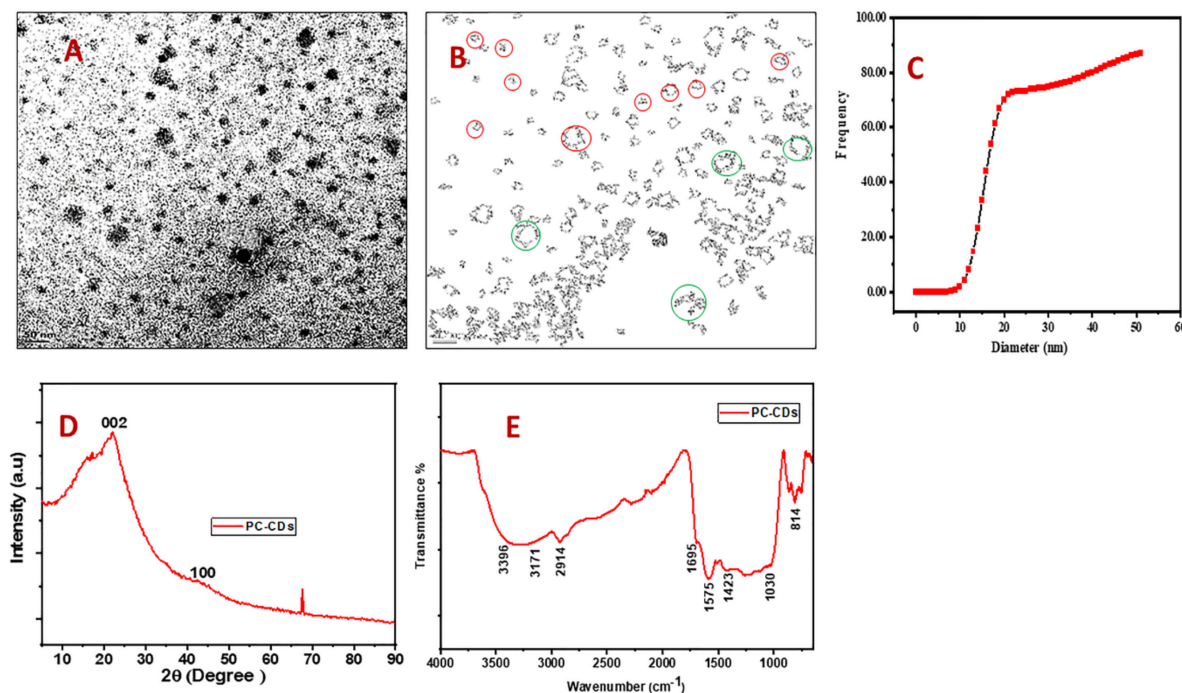 A
B
C
100.00
80.00
60.00
40.00
20.00
0.00
Frequency
0 10 20 30 40 50 60
Diameter (nm)
D
002
100
PC-CDs
Intensity (a.u)
10 20 30 40 50 60 70 80 90
2θ (Degree )
E
PC-CDs
Transmittance %
3396
3171
2914
1695
1575
1423
1030
814
4000 3500 3000 2500 2000 1500 1000
Wavenumber (cm-1)